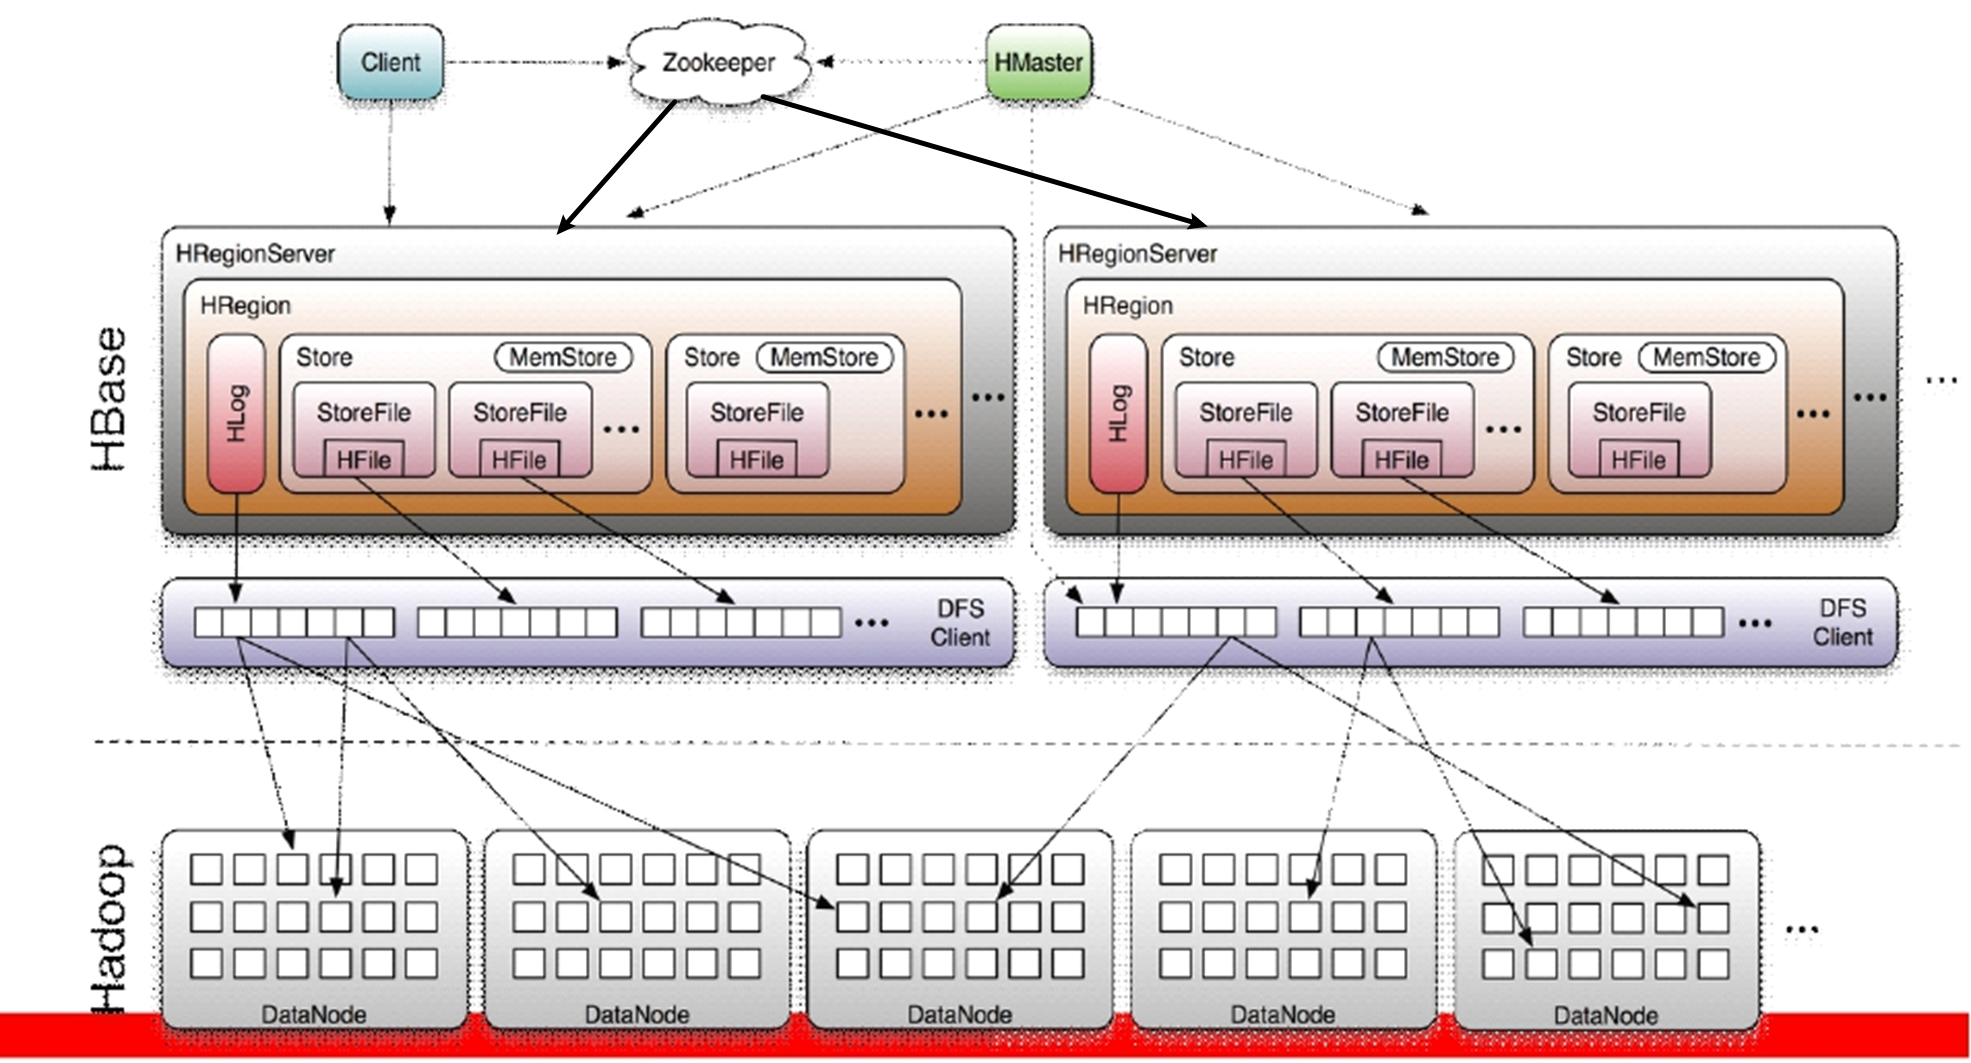 Client
Zookeeper
HMaster
HBase
HRegionServer
HRegion
HLog
Store
MemStore
StoreFile
HFile
StoreFile
HFile
...
Store
MemStore
StoreFile
HFile
...
...
HRegionServer
HRegion
HLog
Store
MemStore
StoreFile
HFile
StoreFile
HFile
...
Store
MemStore
StoreFile
HFile
...
...
...
...
DFS
Client
...
DFS
Client
Hadoop
DataNode
DataNode
DataNode
DataNode
DataNode
...